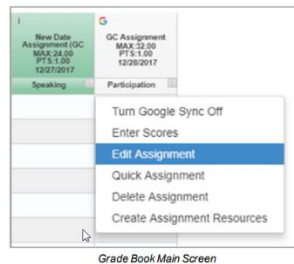 i
G
New Date
Assignment (GC
MAX:24.00
PTS:1.00
12/27/2017
GC Assignment
MAX:32.00
PTS:1.00
12/28/2017
Speaking
Participation
Turn Google Sync Off
Enter Scores
Edit Assignment
Quick Assignment
Delete Assignment
Create Assignment Resources
Grade Book Main Screen